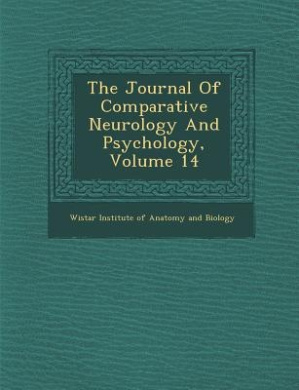 The Journal Of
Comparative
Neurology And
Psychology,
Volume 14
Wistar Institute of Anatomy and Biology